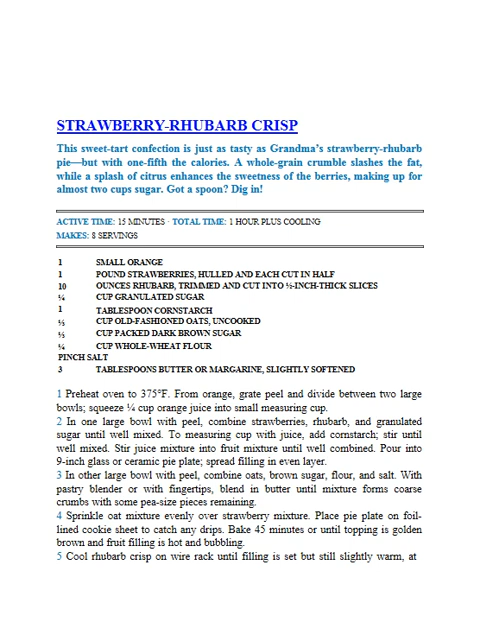 STRAWBERRY-RHUBARB CRISP
This sweet-tart confection is just as tasty as Grandma's strawberry-rhubarb
pie—but with one-fifth the calories. A whole-grain crumble slashes the fat,
while a splash of citrus enhances the sweetness of the berries, making up for
almost two cups sugar. Got a spoon? Dig in!
ACTIVE TIME: 15 MINUTES · TOTAL TIME: 1 HOUR PLUS COOLING
MAKES: 8 SERVINGS
1 SMALL ORANGE
1 POUND STRAWBERRIES, HULLED AND EACH CUT IN HALF
10 OUNCES RHUBARB, TRIMMED AND CUT INTO ½-INCH-THICK SLICES
¼ CUP GRANULATED SUGAR
1 TABLESPOON CORNSTARCH
⅓ CUP OLD-FASHIONED OATS, UNCOOKED
⅓ CUP PACKED DARK BROWN SUGAR
¼ CUP WHOLE-WHEAT FLOUR
PINCH SALT
3 TABLESPOONS BUTTER OR MARGARINE, SLIGHTLY SOFTENED
1 Preheat oven to 375°F. From orange, grate peel and divide between two large
bowls; squeeze ¼ cup orange juice into small measuring cup.
2 In one large bowl with peel, combine strawberries, rhubarb, and granulated
sugar until well mixed. To measuring cup with juice, add cornstarch; stir until
well mixed. Stir juice mixture into fruit mixture until well combined. Pour into
9-inch glass or ceramic pie plate; spread filling in even layer.
3 In other large bowl with peel, combine oats, brown sugar, flour, and salt. With
pastry blender or with fingertips, blend in butter until mixture forms coarse
crumbs with some pea-size pieces remaining.
4 Sprinkle oat mixture evenly over strawberry mixture. Place pie plate on foil-
lined cookie sheet to catch any drips. Bake 45 minutes or until topping is golden
brown and fruit filling is hot and bubbling.
5 Cool rhubarb crisp on wire rack until filling is set but still slightly warm, at